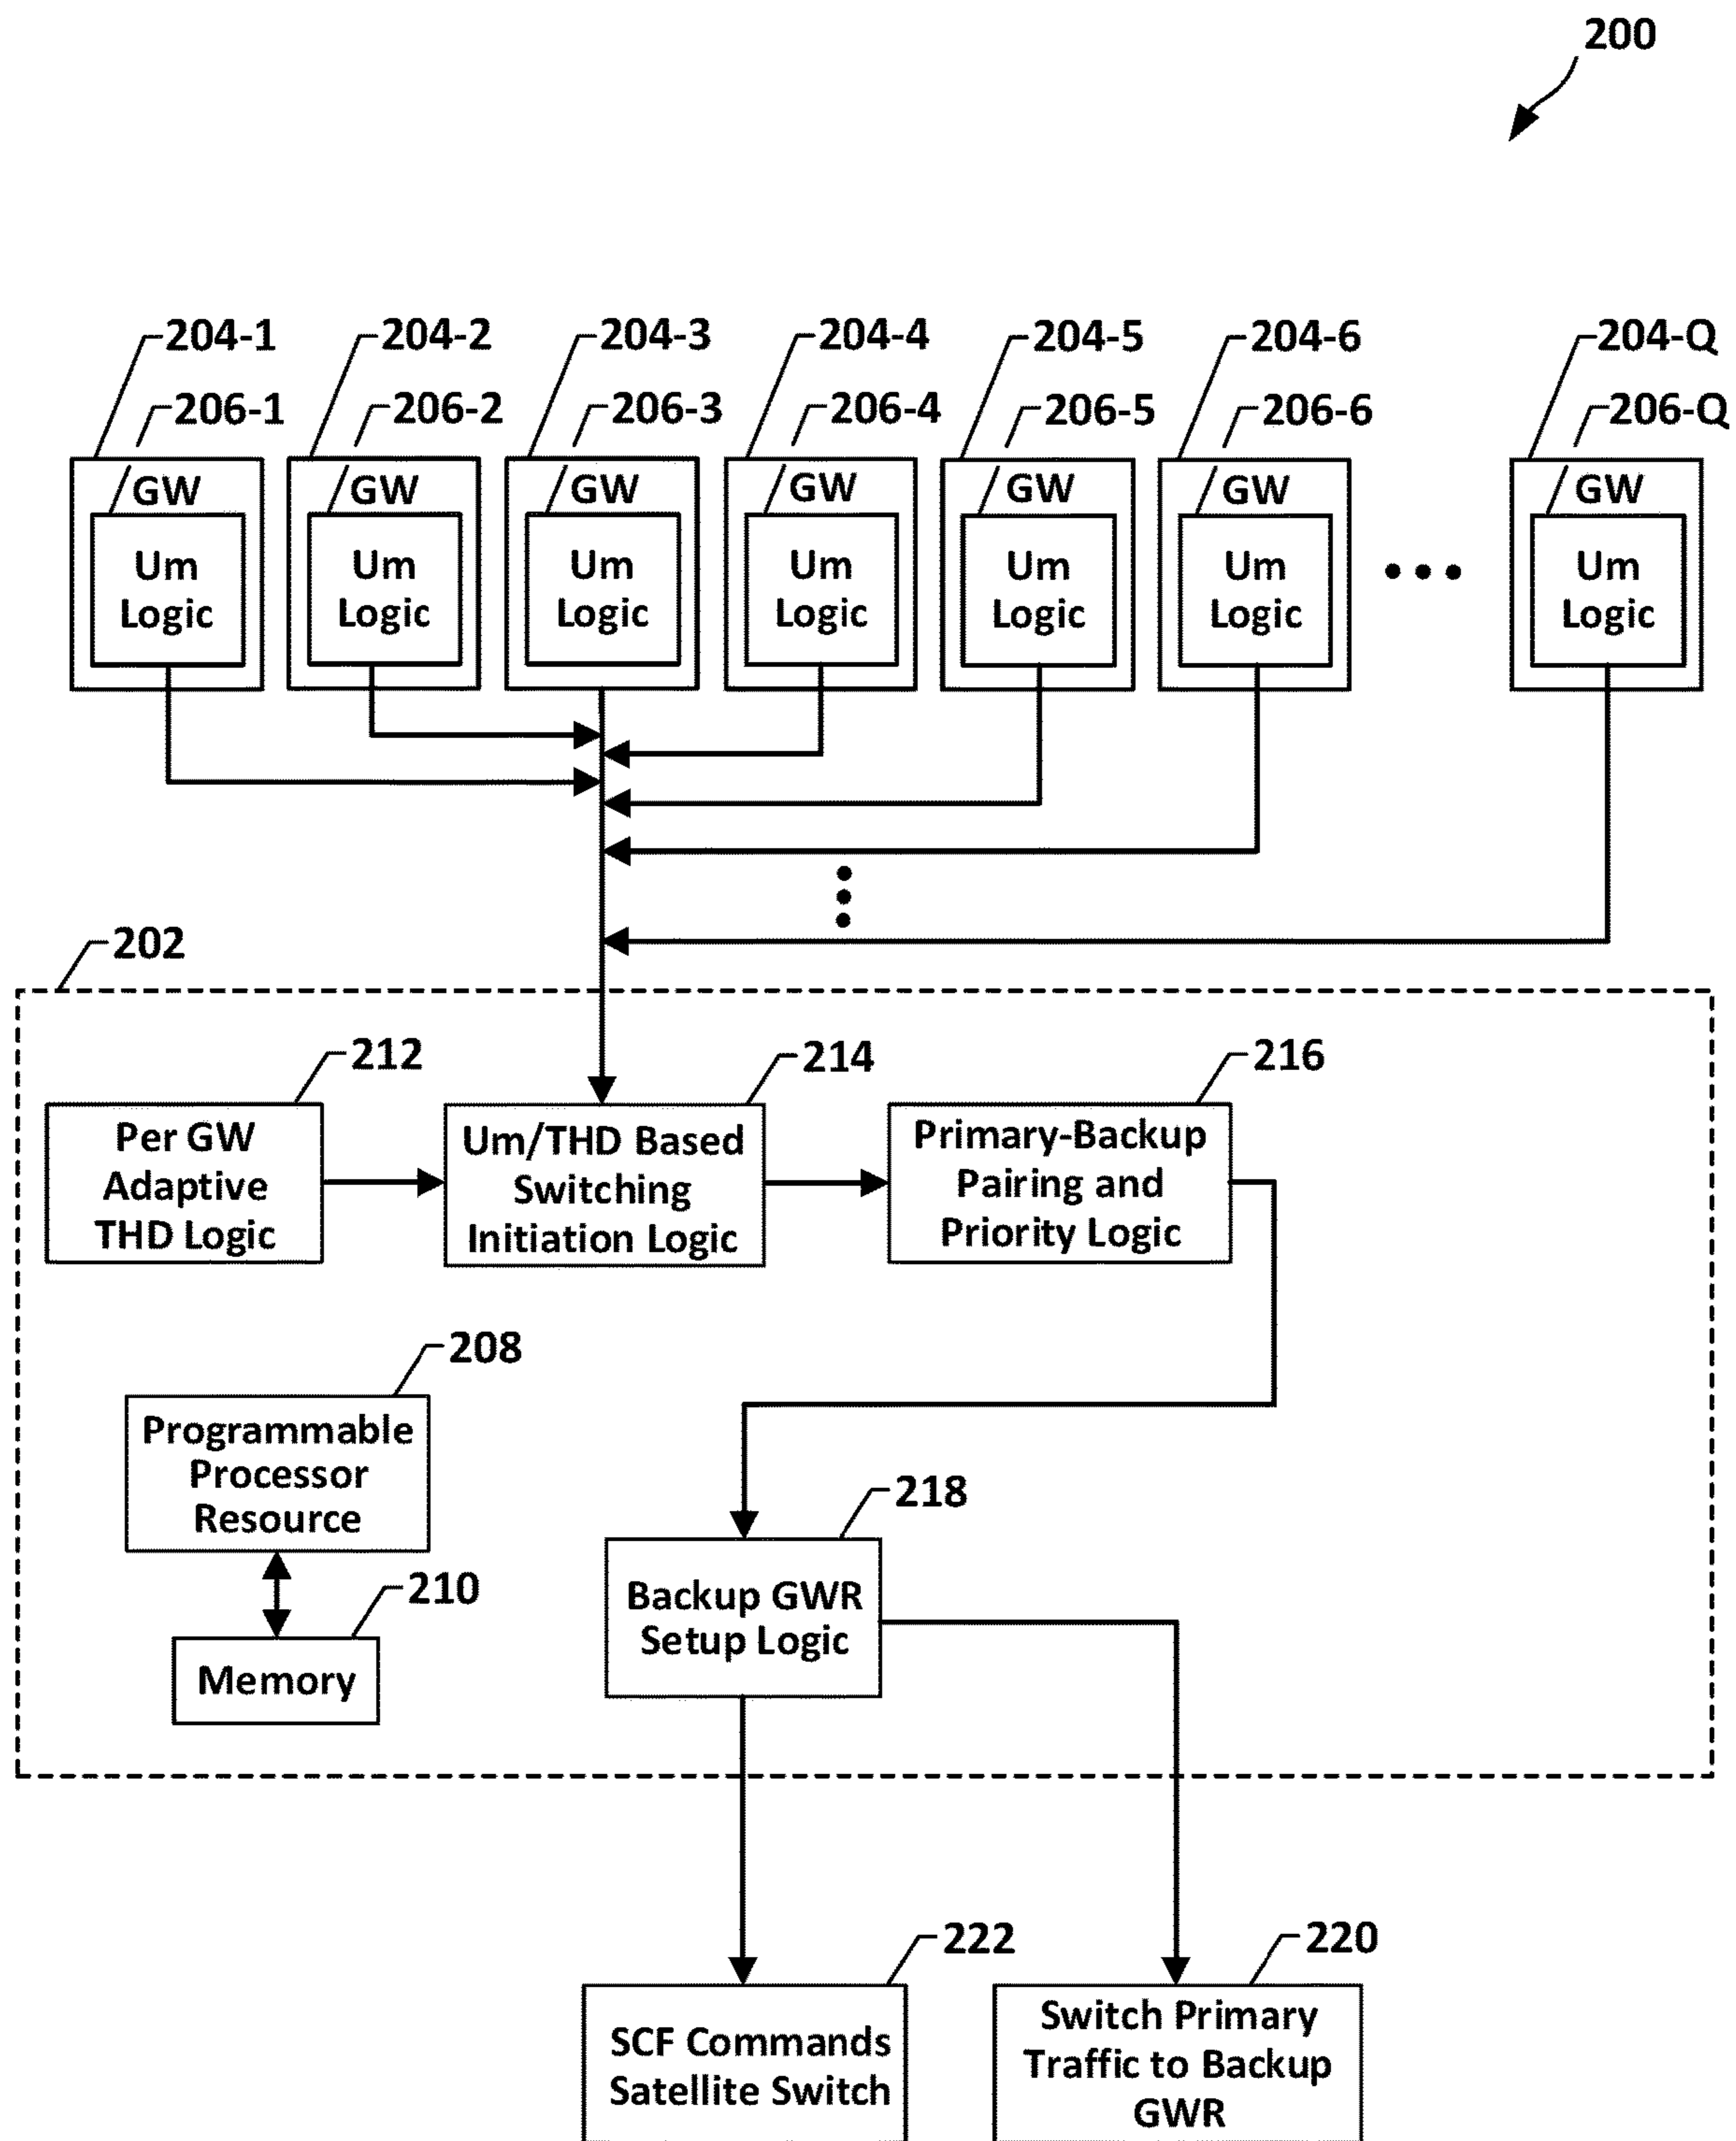 200
204-1 204-2 204-3 204-4 204-5 204-6 204-Q
206-1 206-2 206-3 206-4 206-5 206-6 206-Q
GW GW GW GW GW GW GW
Um Um Um Um Um Um Um
Logic Logic Logic Logic Logic Logic Logic
202
212
214
216
Per GW
Adaptive
THD Logic
Um/THD Based
Switching
Initiation Logic
Primary-Backup
Pairing and
Priority Logic
208
Programmable
Processor
Resource
210
Memory
218
Backup GWR
Setup Logic
222
SCF Commands
Satellite Switch
220
Switch Primary
Traffic to Backup
GWR